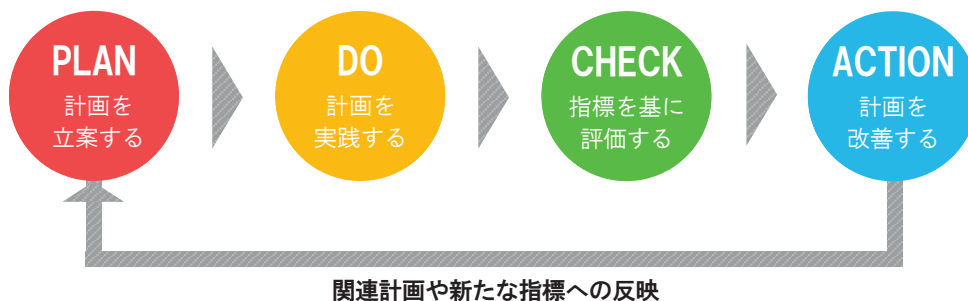 PLAN
計画を
立案する
DO
計画を
実践する
CHECK
指標を基に
評価する
ACTION
計画を
改善する
関連計画や新たな指標への反映